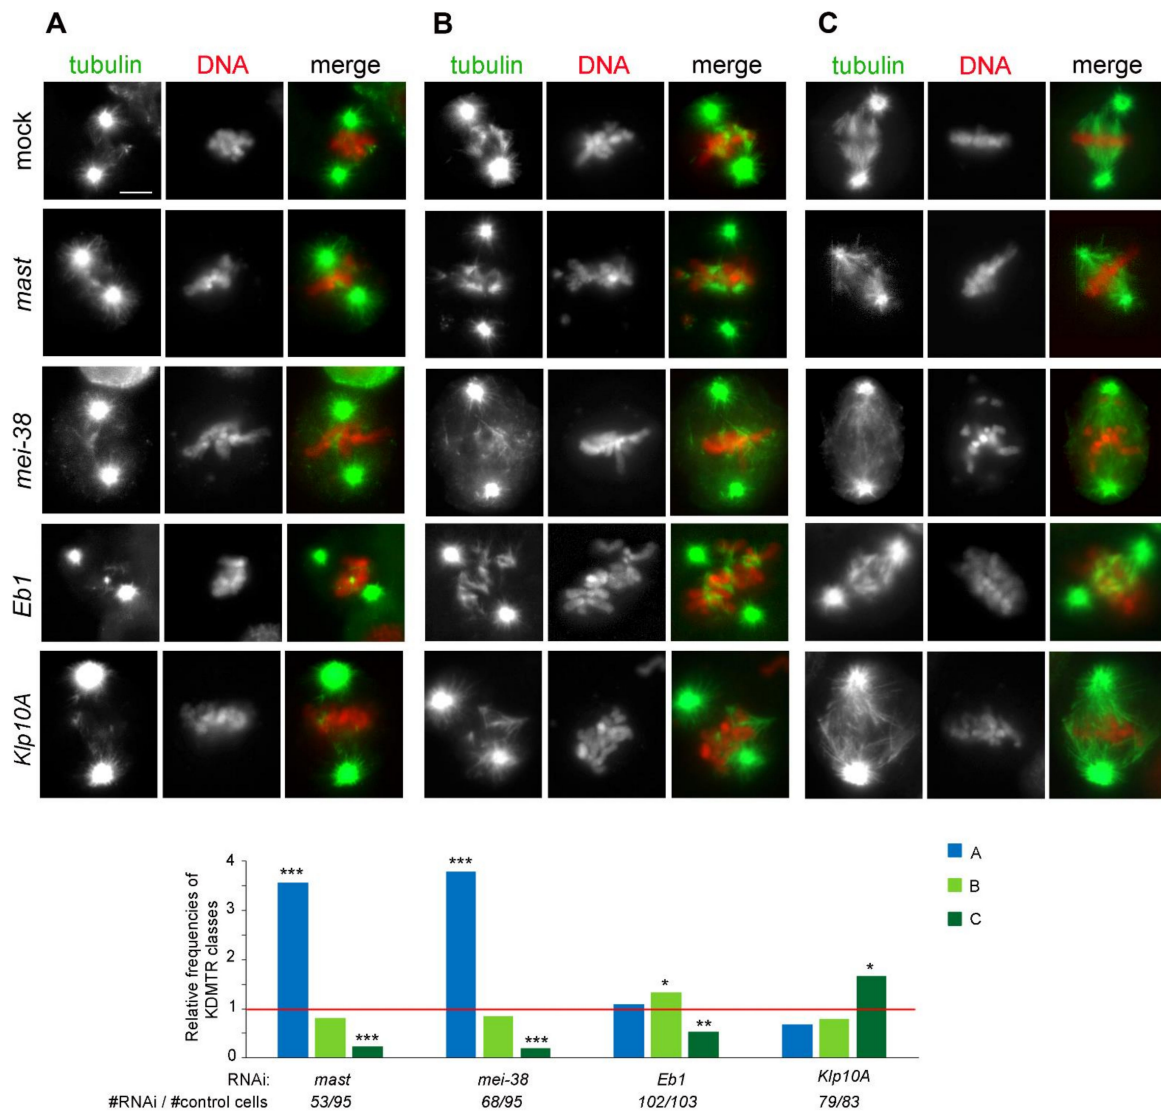 A B C
tubulin DNA merge tubulin DNA merge tubulin DNA merge
mock
mast
mei-38
Eb1
Klp10A
4
3
2
1
0
Relative frequencies of
KDMTR classes
*** *** *** *** * ** *
A
B
C
RNAi: mast mei-38 Eb1 Klp10A
#RNAi / #control cells 53/95 68/95 102/103 79/83